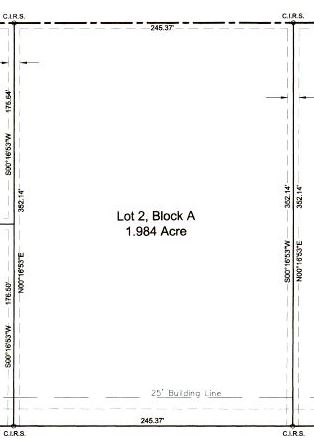 C.I.R.S.
C.I.R.S.
245.37'
175.64'
S00°16'53"W
352.14'
N00°16'53"E
176.50'
S00°16'53"W
Lot 2, Block A
1.984 Acre
352.14'
S00°16'53"W
352.14'
N00°16'53"E
25' Building Line
245.37'
C.I.R.S.
C.I.R.S.